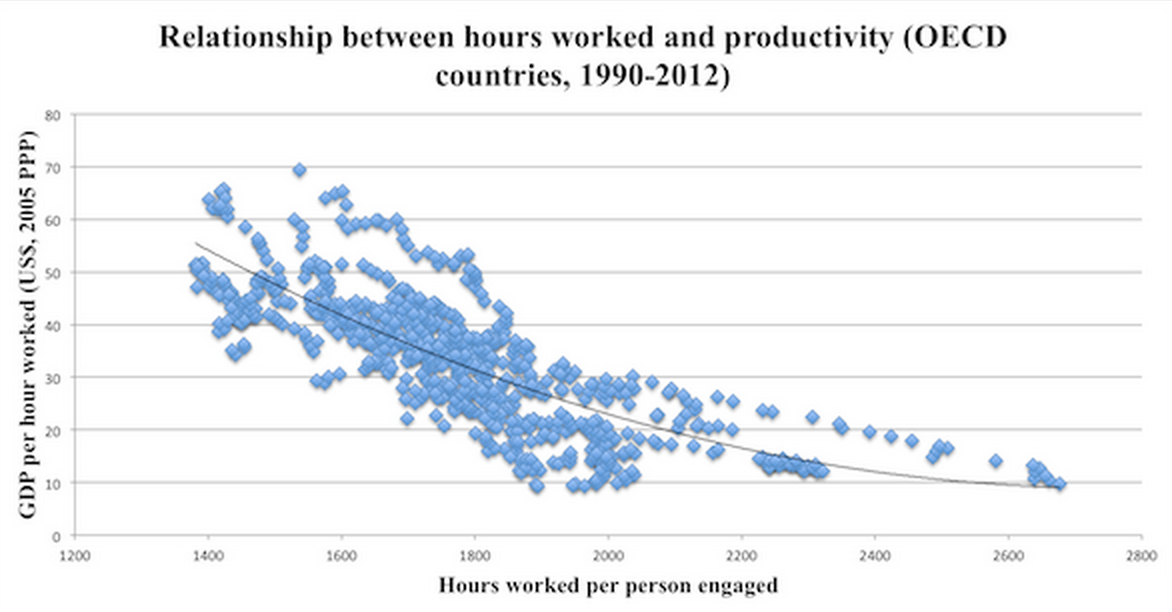 Relationship between hours worked and productivity (OECD
countries, 1990-2012)
GDP per hour worked (US$, 2005 PPP)
80
70
60
50
40
30
20
10
0
1200 1400 1600 1800 2000 2200 2400 2600 2800
Hours worked per person engaged